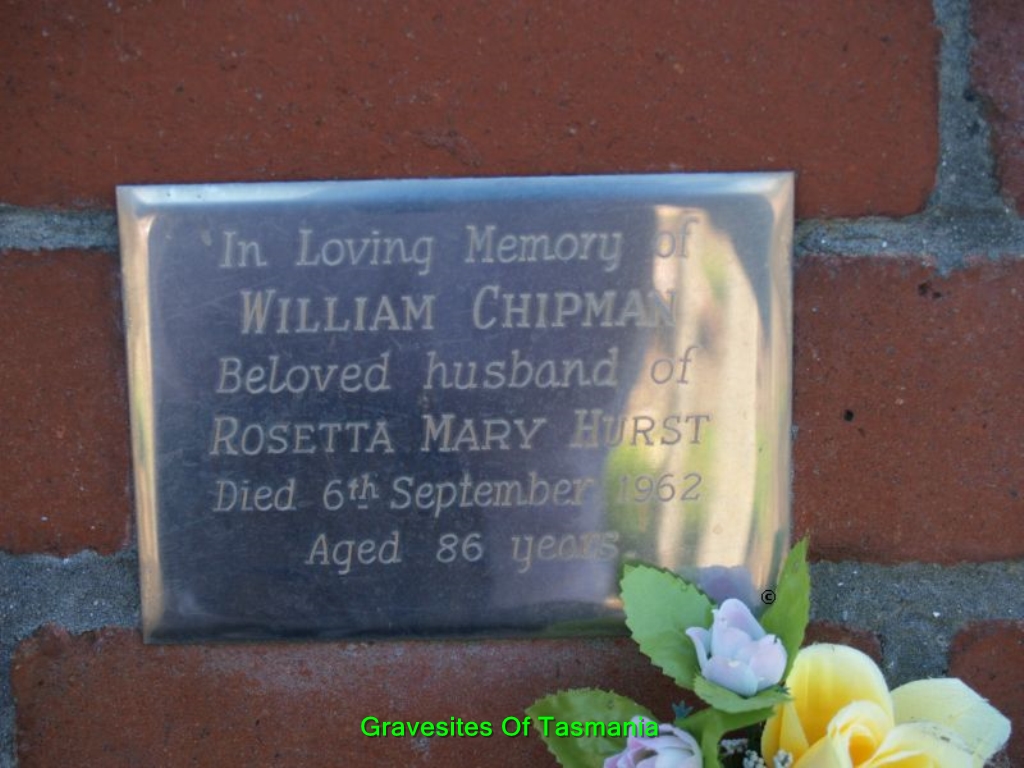 In Loving Memory of
WILLIAM CHIPMAN
Beloved husband of
ROSETTA MARY HURST
Died 6th September 1962
Aged 86 years.
©
Gravesites Of Tasmania